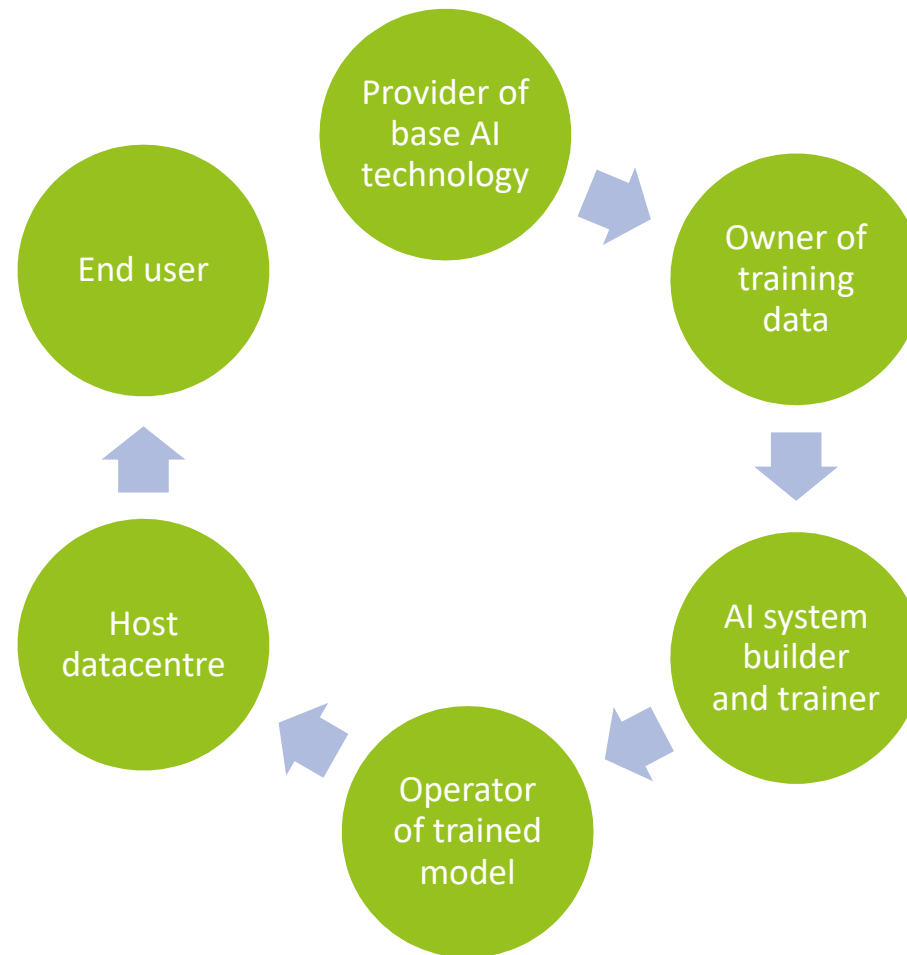 Provider of
base AI
technology
Owner of
training
data
AI system
builder
and trainer
Operator
of trained
model
Host
datacentre
End user